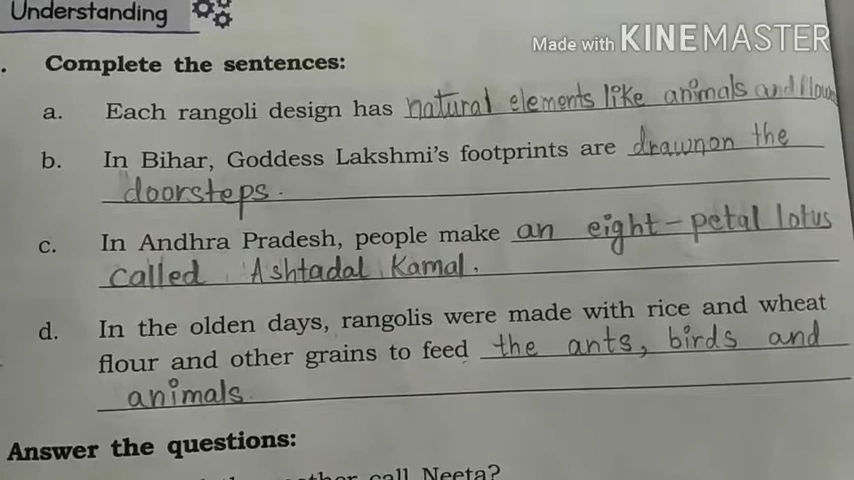 Understanding
Made with KINEMASTER
. Complete the sentences:
a. Each rangoli design has natural elements like animals and
b. In Bihar, Goddess Lakshmi's footprints are drawnon the
doorsteps.
c. In Andhra Pradesh, people make an eight-petal lotus
called Ashtadal Kamal.
d. In the olden days, rangolis were made with rice and wheat
flour and other grains to feed the ants, birds and
animals.
Answer the questions:
call Neeta?